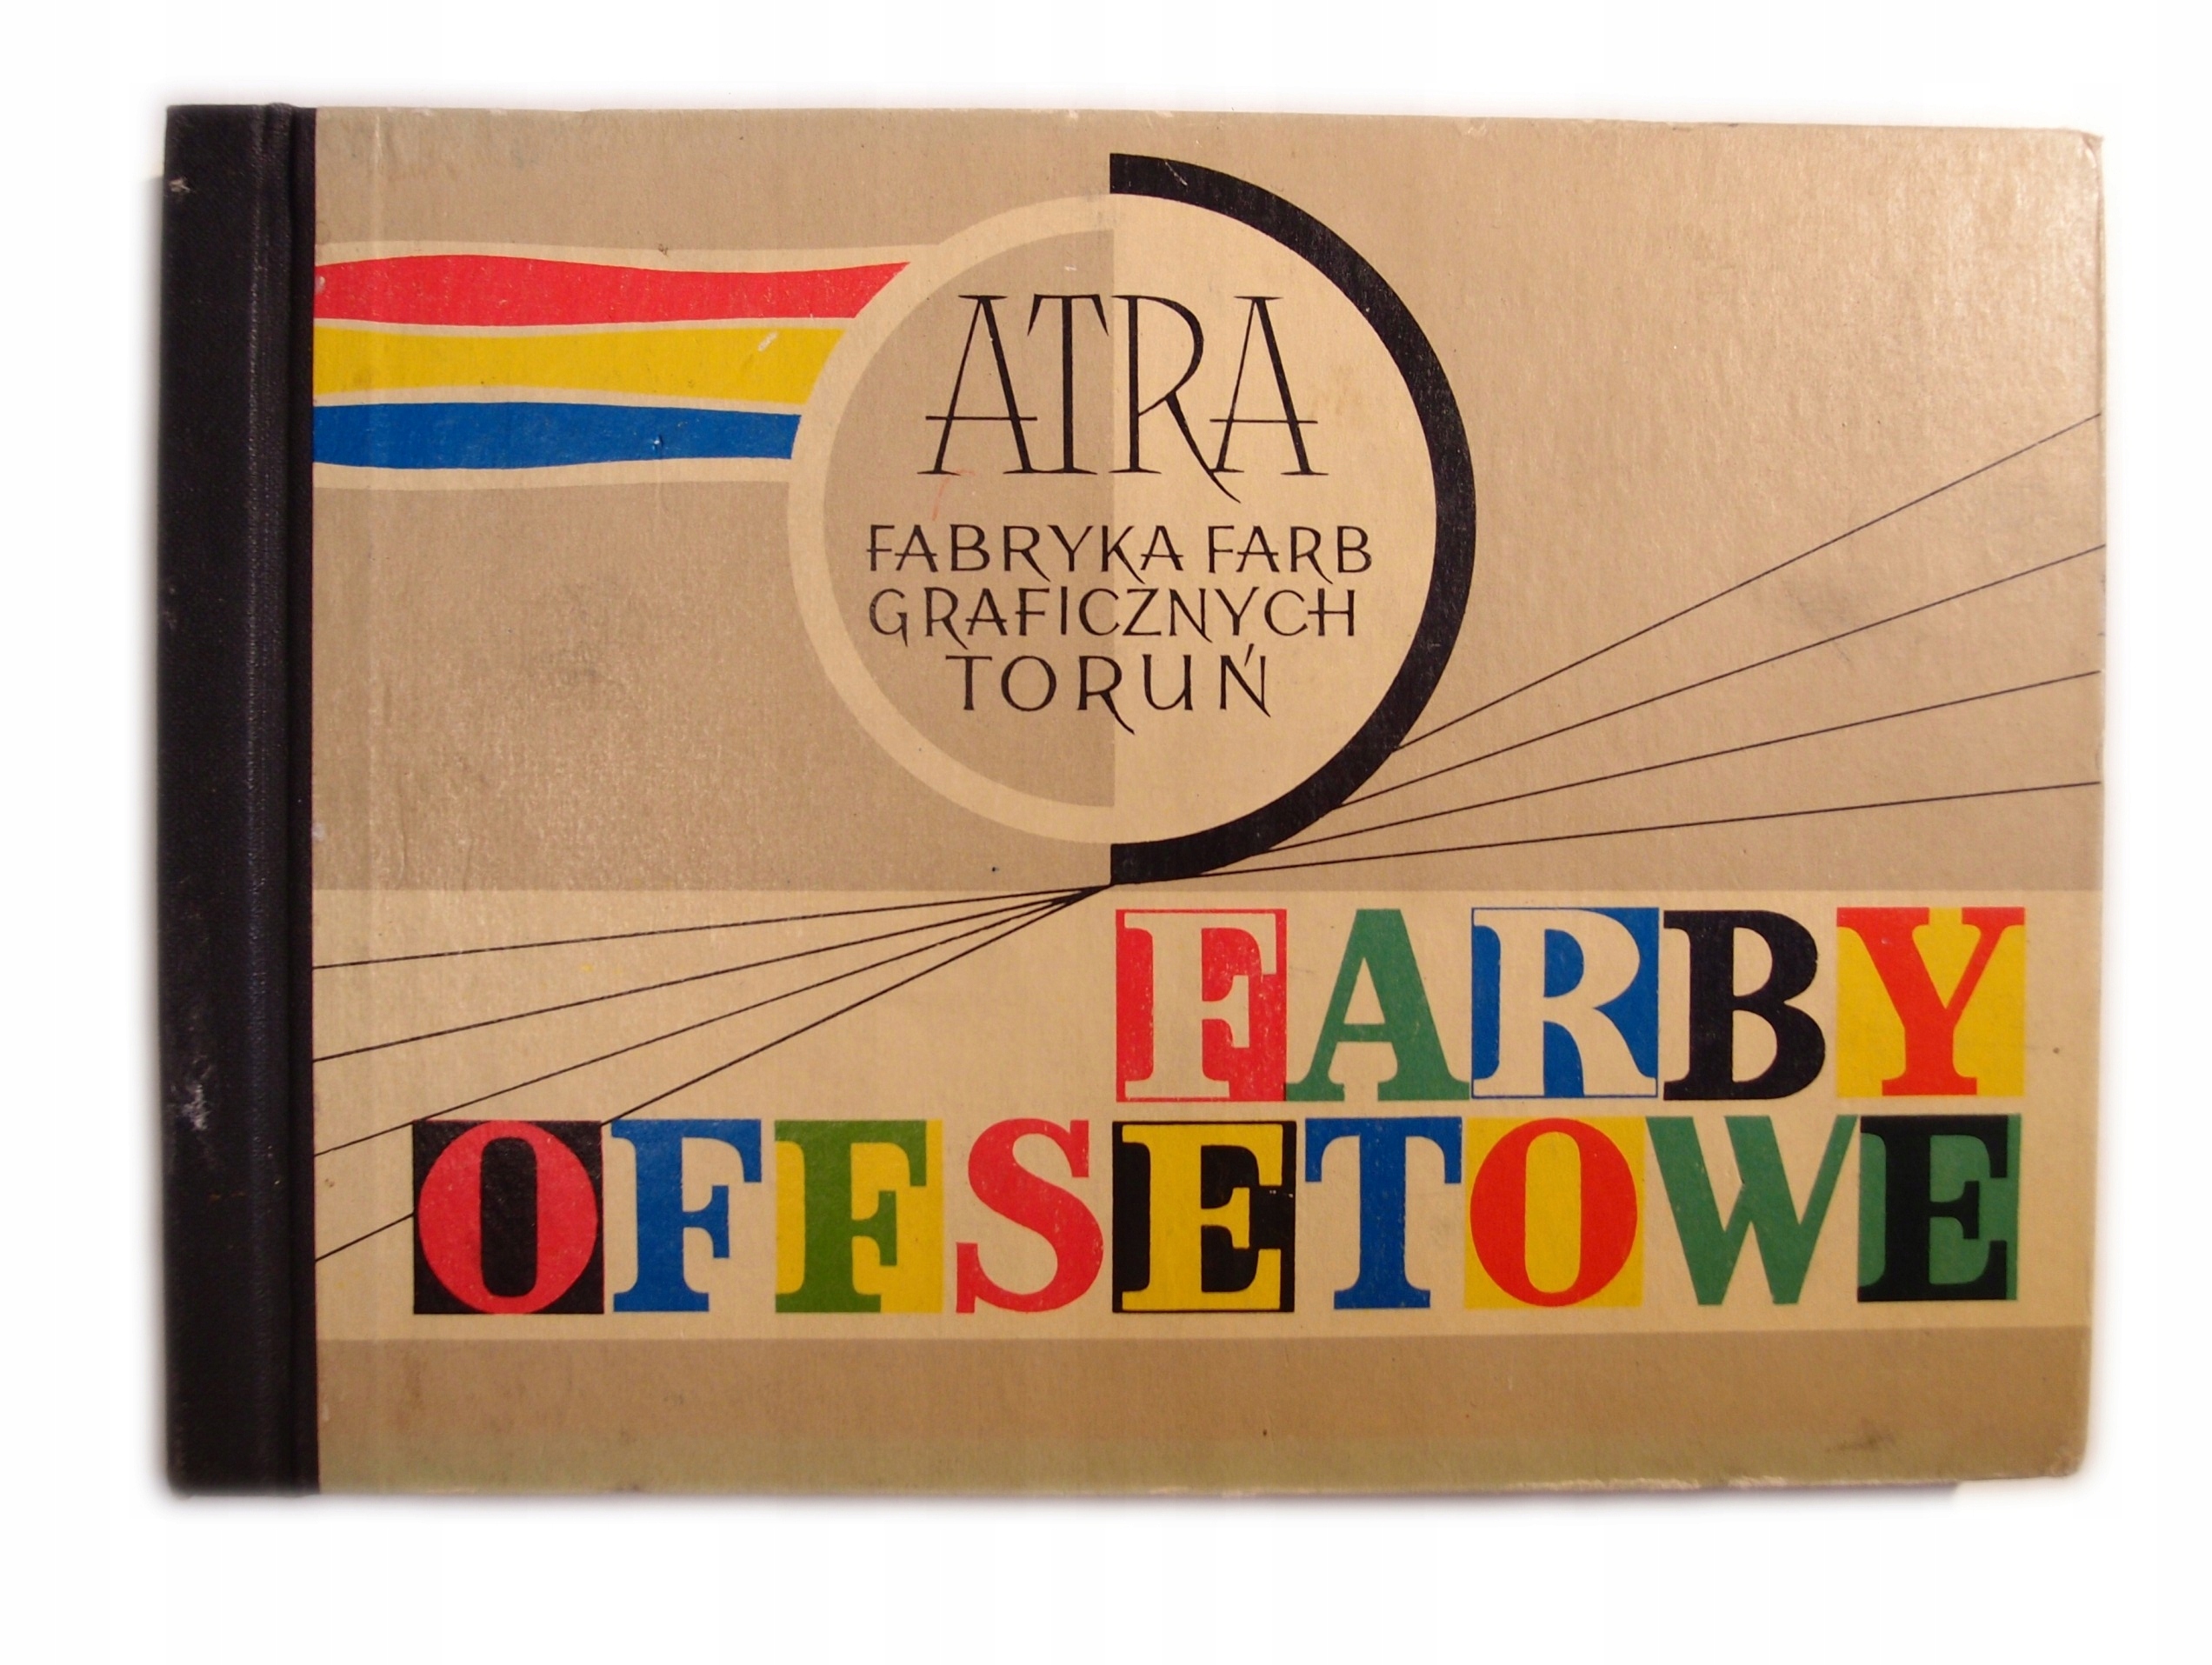 ATRA
FABRYKA FARB
GRAFICZNYCH
TORUŃ
FARBY
OFFSETOWE